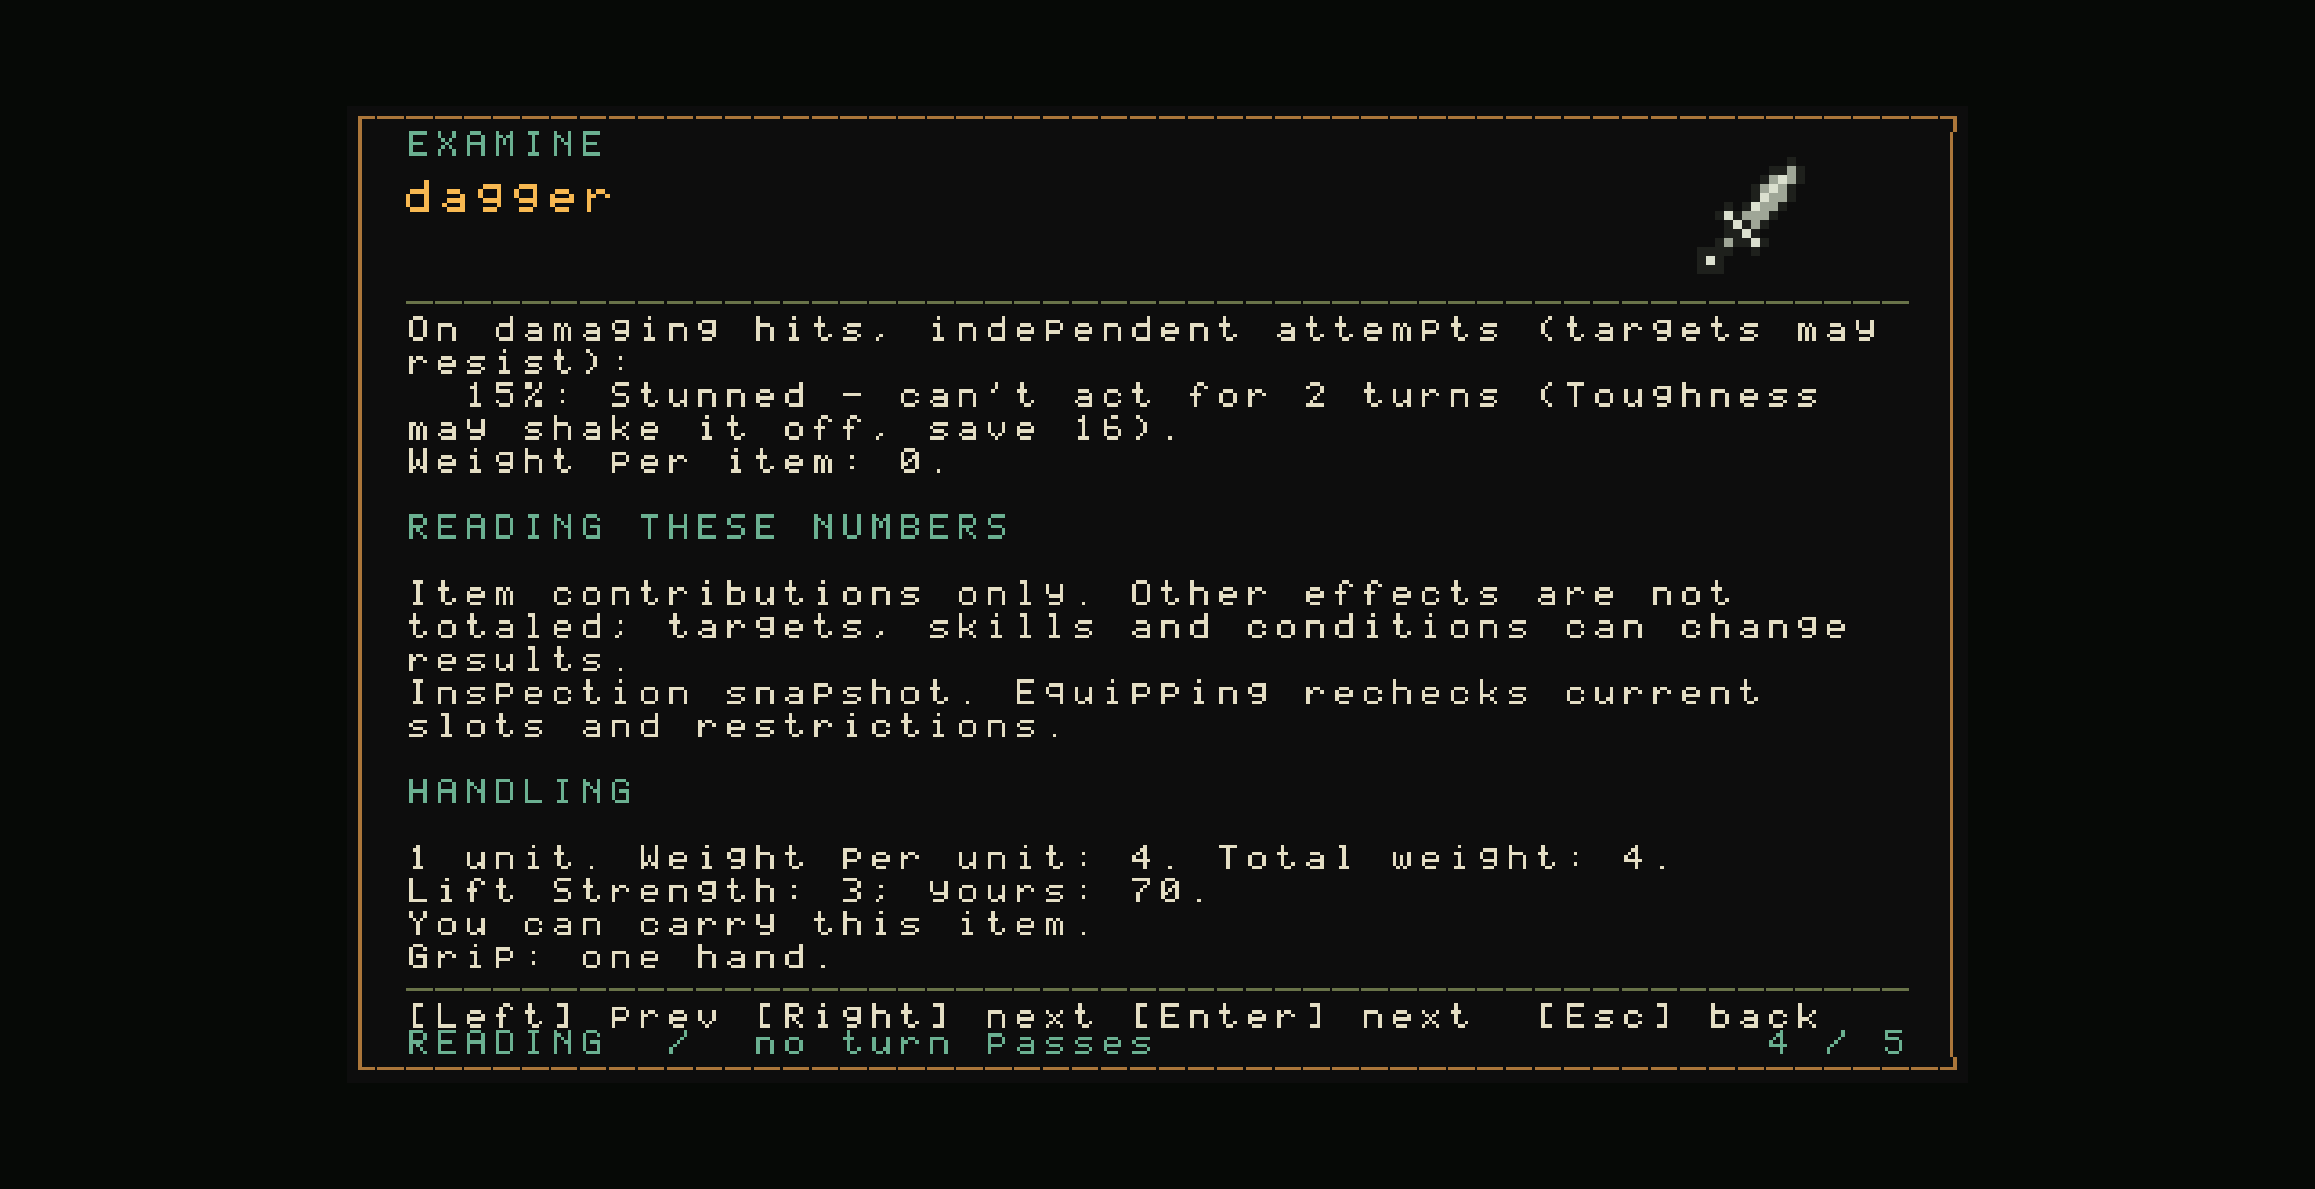 EXAMINE
dagger
On damaging hits, independent attempts (targets may
resist):
15%: Stunned - can't act for 2 turns (Toughness
may shake it off, save 16).
Weight per item: 0.
READING THESE NUMBERS
Item contributions only. Other effects are not
totaled; targets, skills and conditions can change
results.
Inspection snapshot. Equipping rechecks current
slots and restrictions.
HANDLING
1 unit. Weight per unit: 4. Total weight: 4.
Lift Strength: 3; yours: 70.
You can carry this item.
Grip: one hand.
[Left] prev [Right] next [Enter] next [Esc] back
READING / no turn passes 4 / 5